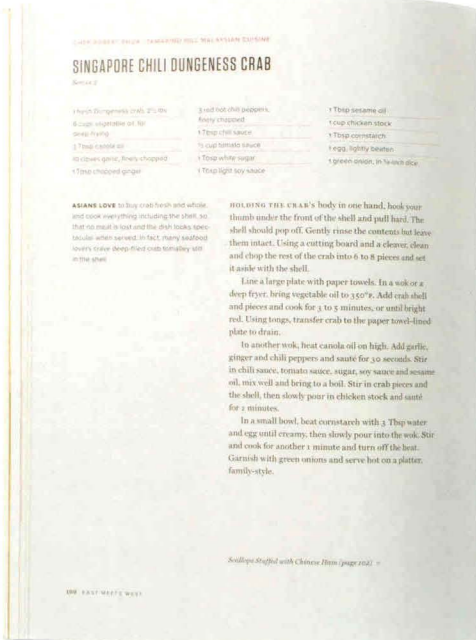 TAMARIND HILL MALAYSIAN CUISINE
SINGAPORE CHILI DUNGENESS CRAB
Serves 2
1 fresh Dungeness crab, 2½ lbs
6 cups vegetable oil, for
deep-frying
2 Tbsp canola oil
10 cloves garlic, finely chopped
1 Tbsp chopped ginger
3 red hot chili peppers,
finely chopped
1 Tbsp chili sauce
½ cup tomato sauce
1 Tbsp white sugar
1 Tbsp light soy sauce
1 Tbsp sesame oil
1 cup chicken stock
1 Tbsp cornstarch
1 egg, lightly beaten
1 green onion, in ¼-inch dice
ASIANS LOVE to buy crab fresh and whole,
and cook everything including the shell, so
that no meat is lost and the dish looks spec-
tacular when served. In fact, many seafood
lovers crave deep-fried crab tomalley still
in the shell.
HOLDING THE CRAB'S body in one hand, hook your
thumb under the front of the shell and pull hard. The
shell should pop off. Gently rinse the contents but leave
them intact. Using a cutting board and a cleaver, clean
and chop the rest of the crab into 6 to 8 pieces and set
it aside with the shell.
Line a large plate with paper towels. In a wok or a
deep fryer, bring vegetable oil to 350°F. Add crab shell
and pieces and cook for 3 to 5 minutes, or until bright
red. Using tongs, transfer crab to the paper towel-lined
plate to drain.
In another wok, heat canola oil on high. Add garlic,
ginger and chili peppers and sauté for 30 seconds. Stir
in chili sauce, tomato sauce, sugar, soy sauce and sesame
oil, mix well and bring to a boil. Stir in crab pieces and
the shell, then slowly pour in chicken stock and sauté
for 2 minutes.
In a small bowl, beat cornstarch with 3 Tbsp water
and egg until creamy, then slowly pour into the wok. Stir
and cook for another 1 minute and turn off the heat.
Garnish with green onions and serve hot on a platter,
family-style.
Scallops Stuffed with Chinese Ham (page 102) »
100 EAST MEETS WEST